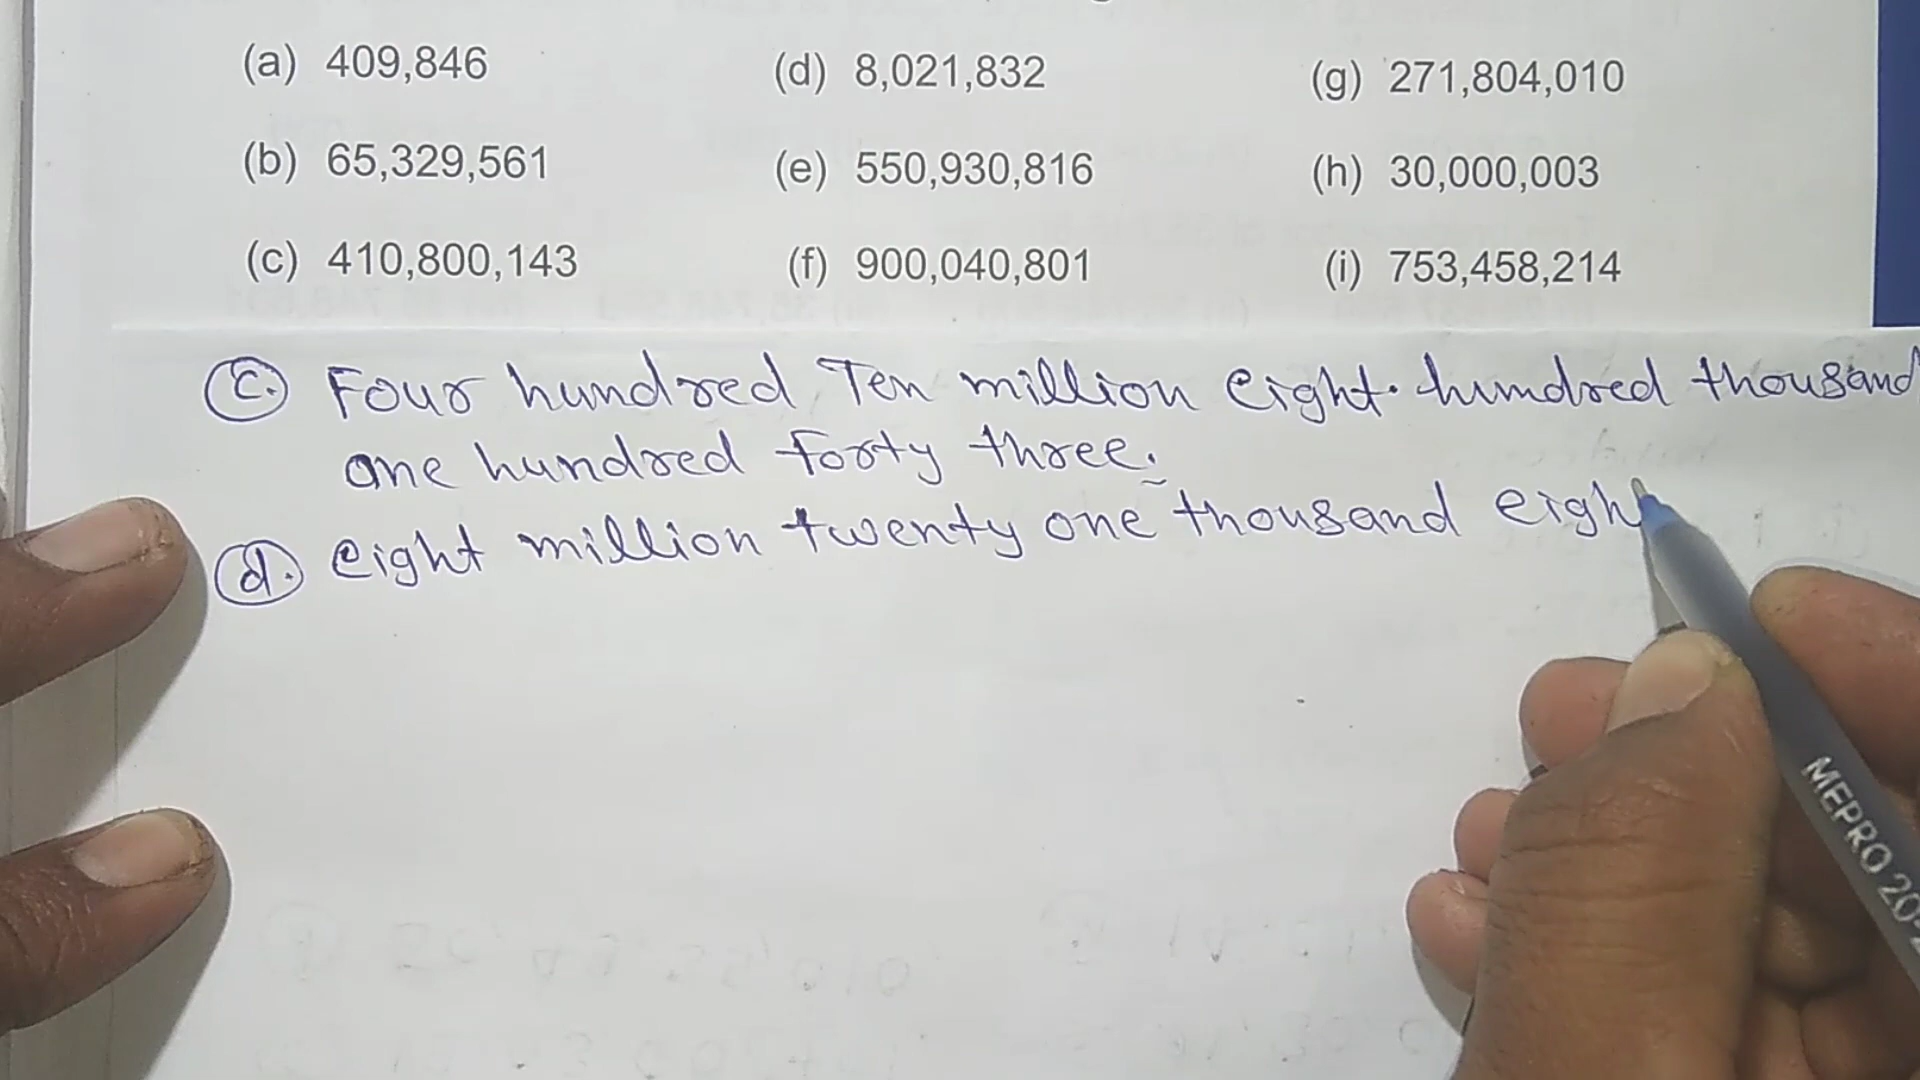 (a) 409,846 (d) 8,021,832 (g) 271,804,010
(b) 65,329,561 (e) 550,930,816 (h) 30,000,003
(c) 410,800,143 (f) 900,040,801 (i) 753,458,214
c. Four hundred Ten million eight hundred thousand
one hundred forty three.
d. eight million twenty one thousand eigh
MEPRO 20